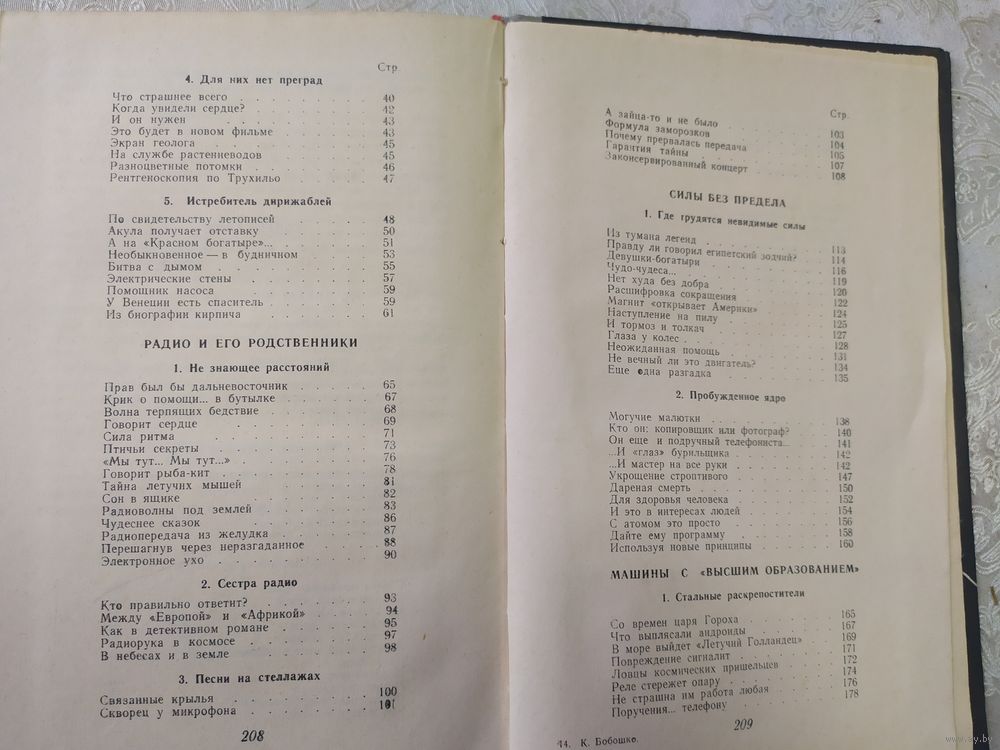 Стр
4. Для них нет преград
Что страшнее всего . . . . . . . . 40
Когда увидели сердце? . . . . . . . 42
И он нужен . . . . . . . . 43
Это будет в новом фильме . . . . . . 43
Экран геолога . . . . . . . . 45
На службе растениеводов . . . . . . 45
Разноцветные потомки . . . . . . . 46
Рентгеноскопия по Трухильо . . . . . 47
5. Истребитель дирижаблей
По свидетельству летописей . . . . . 48
Акула получает отставку . . . . . . 50
А на «Красном богатыре»... . . . . . . 51
Необыкновенное — в будничном . . . . 53
Битва с дымом . . . . . . . . 55
Электрические стены . . . . . . . 57
Помощник насоса . . . . . . . . 59
У Венеции есть спаситель . . . . . . 59
Из биографии кирпича . . . . . . . 61
РАДИО И ЕГО РОДСТВЕННИКИ
1. Не знающее расстояний
Прав был бы дальневосточник . . . . . 65
Крик о помощи... в бутылке . . . . . 67
Волна терпящих бедствие . . . . . . 68
Говорит сердце . . . . . . . . 69
Сила ритма . . . . . . . . 71
Птичьи секреты . . . . . . . . 73
«Мы тут... Мы тут...» . . . . . . . 76
Говорит рыба-кит . . . . . . . . 78
Тайна летучих мышей . . . . . . . 81
Сон в ящике . . . . . . . . 82
Радиоволны под землей . . . . . . . 83
Чудеснее сказок . . . . . . . . 86
Радиопередача из желудка . . . . . . 87
Перешагнув через неразгаданное . . . . 88
Электронное ухо . . . . . . . . 90
2. Сестра радио
Кто правильно ответит? . . . . . . 93
Между «Европой» и «Африкой» . . . . 94
Как в детективном романе . . . . . . 95
Радиорука в космосе . . . . . . . 97
В небесах и в земле . . . . . . . 98
3. Песни на стеллажах
Связанные крылья . . . . . . . . 100
Скворец у микрофона . . . . . . . 101
208
Стр.
А зайца-то и не было . . . . . . . 103
Формула заморозков . . . . . . . 104
Почему прервалась передача . . . . . 105
Гарантия тайны . . . . . . . . 107
Законсервированный концерт . . . . . 108
СИЛЫ БЕЗ ПРЕДЕЛА
1. Где трудятся невидимые силы
Из тумана легенд . . . . . . . . 113
Правду ли говорил египетский зодчий? . . 114
Девушки-богатыри . . . . . . . . 116
Чудо-чудеса... . . . . . . . . 119
Нет худа без добра . . . . . . . 120
Расшифровка сокращения . . . . . . 122
Магнит «открывает Америки» . . . . . 124
Наступление на пилу . . . . . . . 125
И тормоз и толкач . . . . . . . . 127
Глаза у колес . . . . . . . . 128
Неожиданная помощь . . . . . . . 131
Не вечный ли это двигатель? . . . . . 134
Еще одна разгадка . . . . . . . . 135
2. Пробужденное ядро
Могучие малютки . . . . . . . . 138
Кто он: копировщик или фотограф? . . . 140
Он еще и подручный телефониста... . . . 141
...И «глаз» бурильщика . . . . . . . 142
...И мастер на все руки . . . . . . . 142
Укрощение строптивого . . . . . . . 147
Дареная смерть . . . . . . . . 150
Для здоровья человека . . . . . . . 152
И это в интересах людей . . . . . . 154
С атомом это просто . . . . . . . 156
Дайте ему программу . . . . . . . 158
Используя новые принципы . . . . . . 160
МАШИНЫ С «ВЫСШИМ ОБРАЗОВАНИЕМ»
1. Стальные раскрепостители
Со времен царя Гороха . . . . . . . 165
Что выплясали андроиды . . . . . . 167
В море выйдет «Летучий Голландец» . . . 169
Повреждение сигналит . . . . . . . 171
Ловцы космических пришельцев . . . . 172
Реле стережет опару . . . . . . . 174
Не страшна им работа любая . . . . . 176
Поручения... телефону . . . . . . . 178
209
14. К. Бобошко.